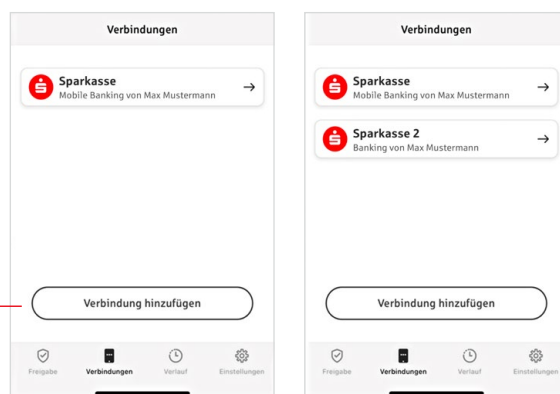 Verbindungen
Sparkasse
Mobile Banking von Max Mustermann
Verbindung hinzufügen
Freigabe Verbindungen Verlauf Einstellungen
Verbindungen
Sparkasse
Mobile Banking von Max Mustermann
Sparkasse 2
Banking von Max Mustermann
Verbindung hinzufügen
Freigabe Verbindungen Verlauf Einstellungen